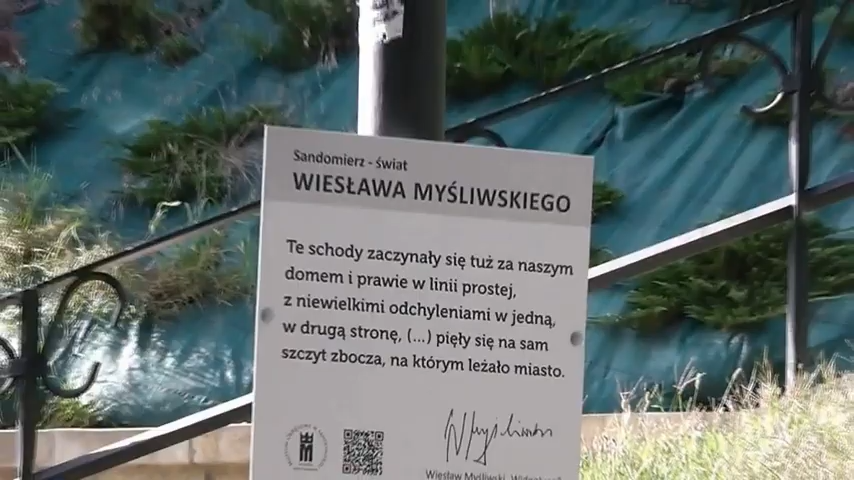 Sandomierz - świat
WIESŁAWA MYŚLIWSKIEGO
Te schody zaczynały się tuż za naszym
domem i prawie w linii prostej,
z niewielkimi odchyleniami w jedną,
w drugą stronę, (...) pięły się na sam
szczyt zbocza, na którym leżało miasto.
Wiesław Myśliwski,